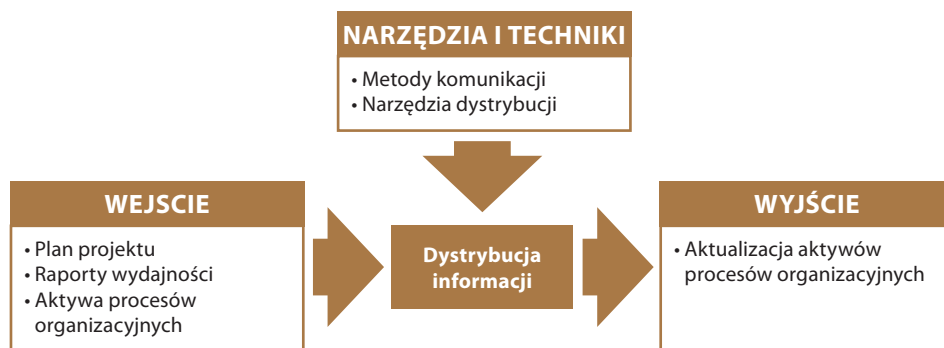 NARZĘDZIA I TECHNIKI
• Metody komunikacji
• Narzędzia dystrybucji
WEJSCIE
• Plan projektu
• Raporty wydajności
• Aktywa procesów
organizacyjnych
Dystrybucja
informacji
WYJŚCIE
• Aktualizacja aktywów
procesów organizacyjnych